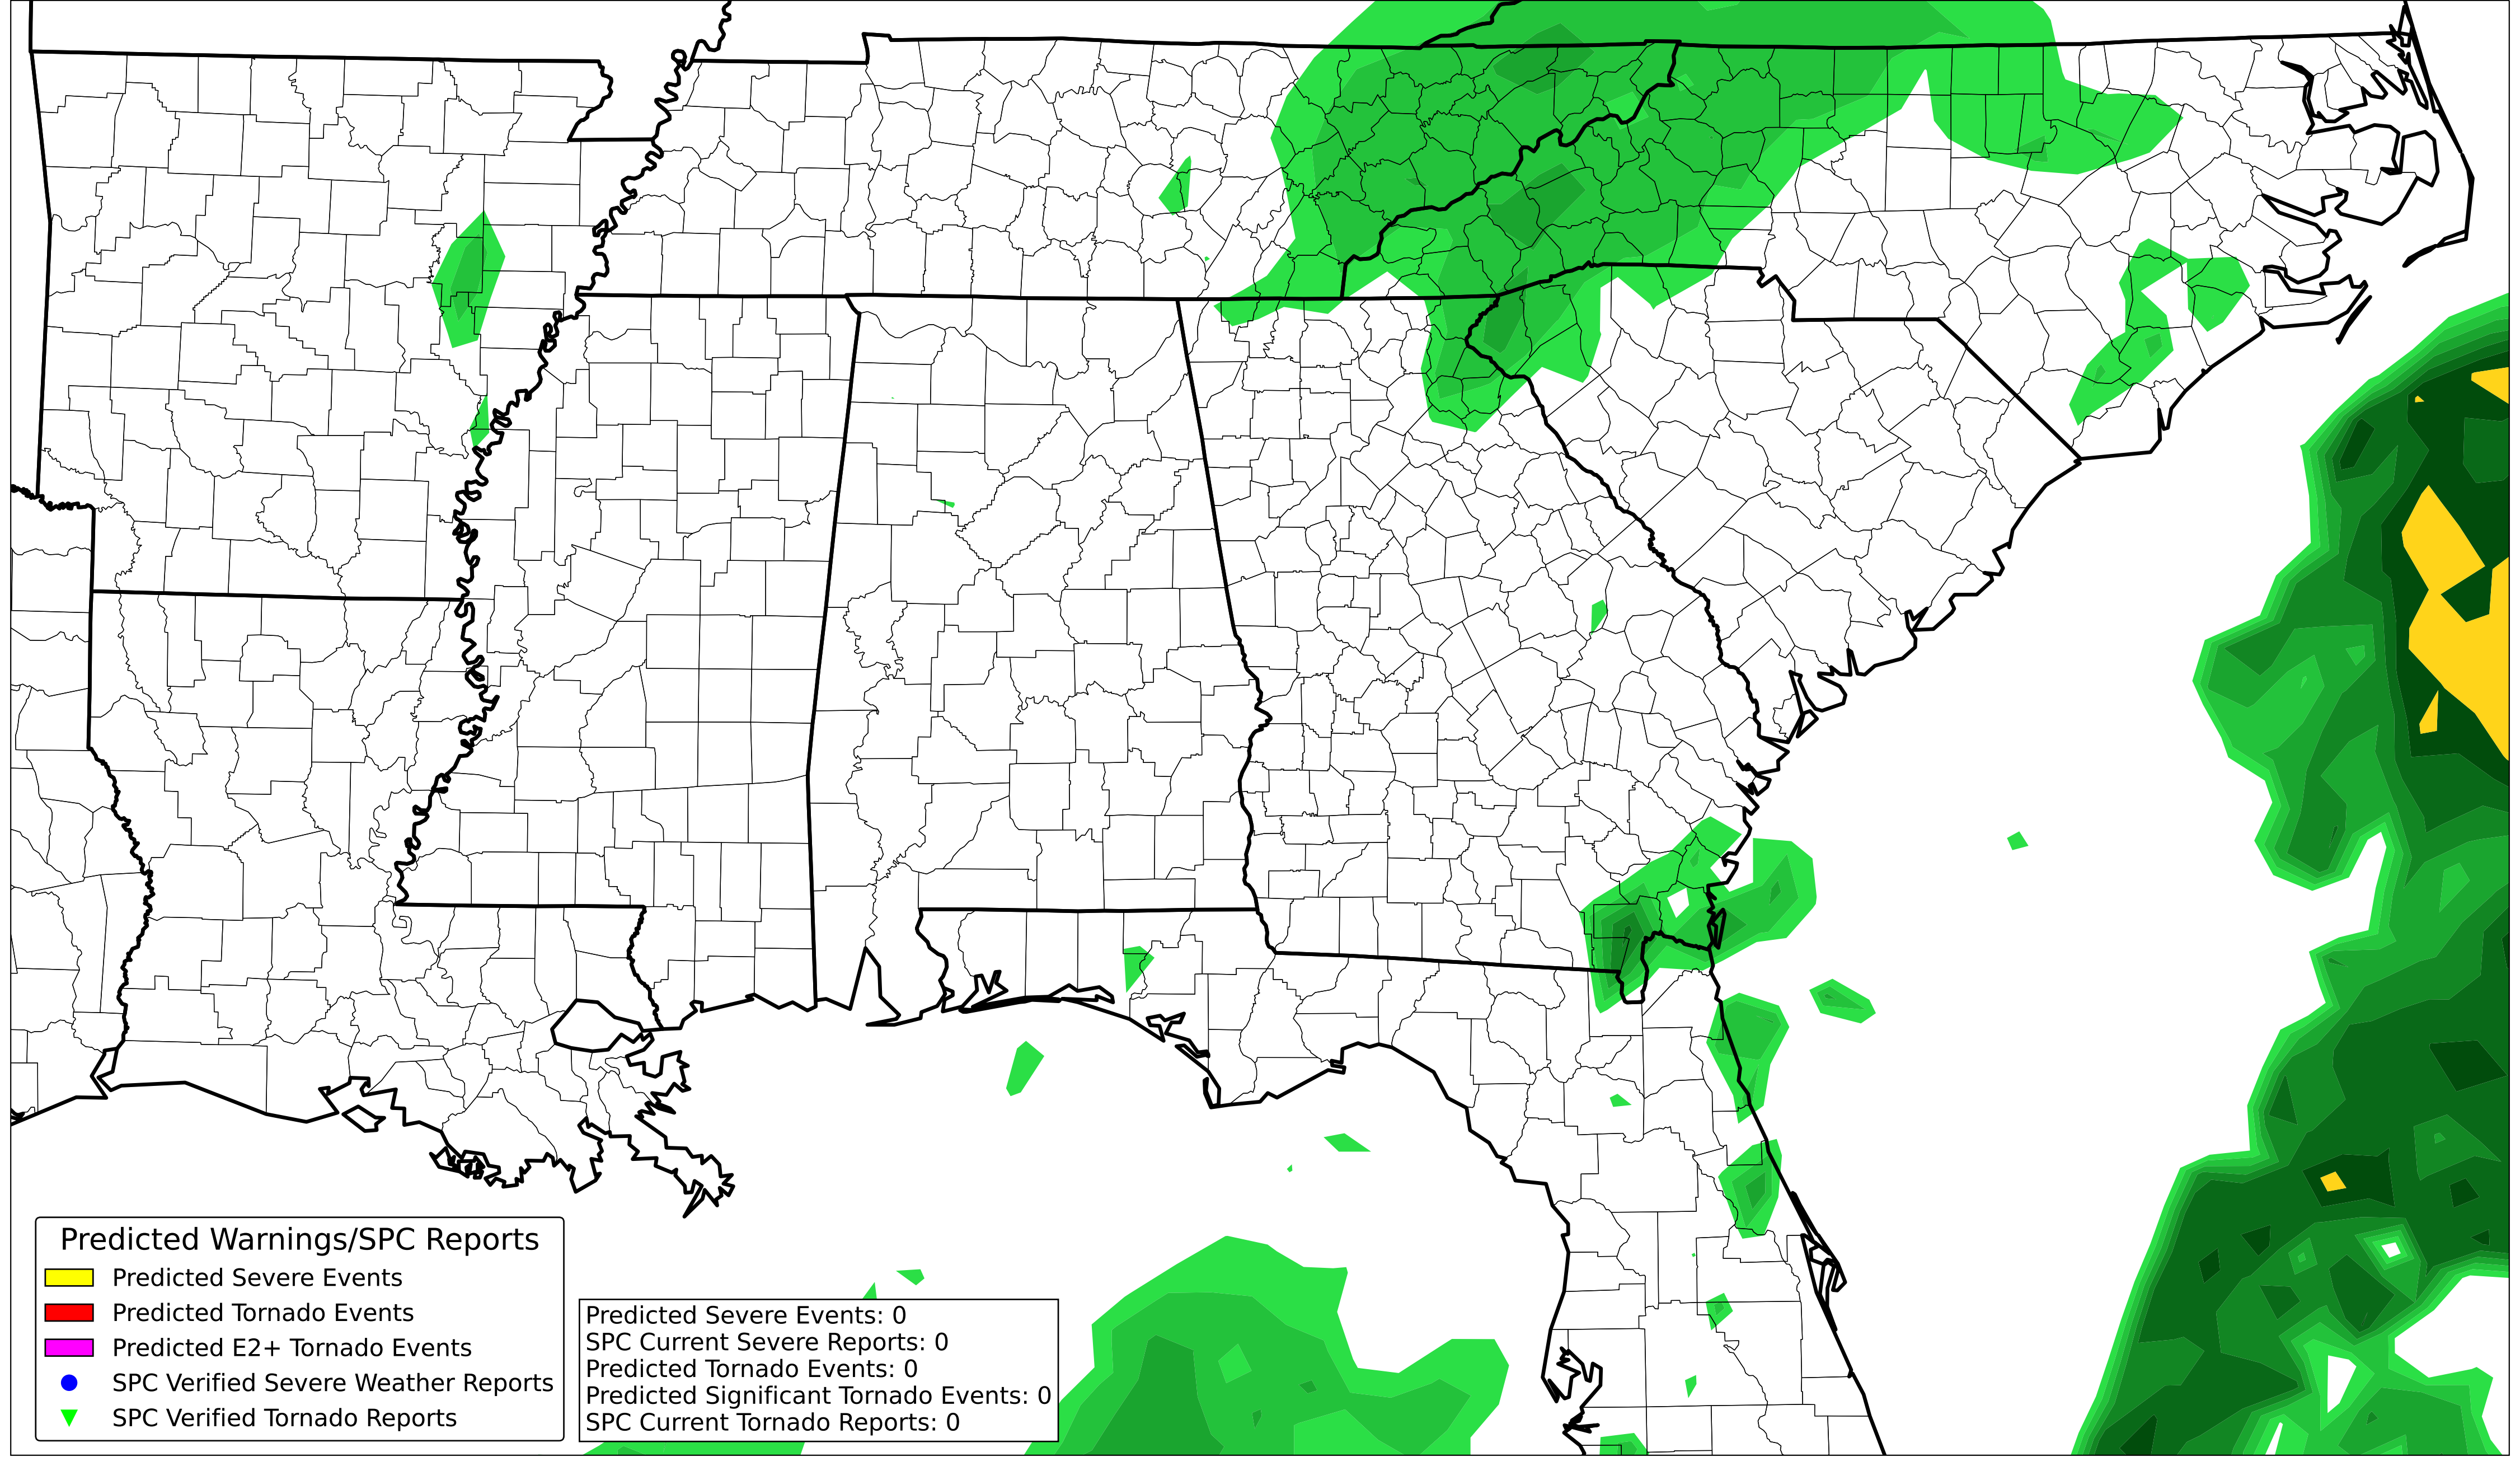 Predicted Warnings/SPC Reports
Predicted Severe Events
Predicted Tornado Events
Predicted E2+ Tornado Events
SPC Verified Severe Weather Reports
SPC Verified Tornado Reports
Predicted Severe Events: 0
SPC Current Severe Reports: 0
Predicted Tornado Events: 0
Predicted Significant Tornado Events: 0
SPC Current Tornado Reports: 0